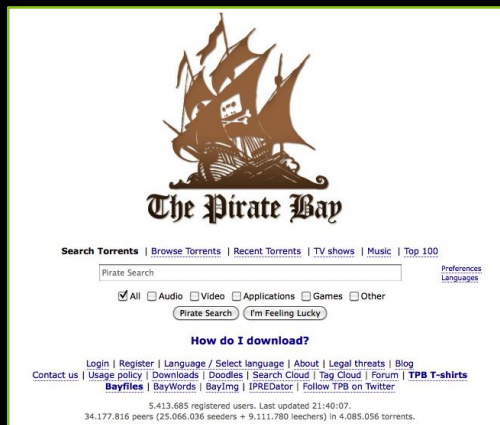 The Pirate Bay
Search Torrents | Browse Torrents | Recent Torrents | TV shows | Music | Top 100
Pirate Search
Preferences
Languages
All Audio Video Applications Games Other
Pirate Search I'm Feeling Lucky
How do I download?
Login | Register | Language / Select language | About | Legal threats | Blog
Contact us | Usage policy | Downloads | Doodles | Search Cloud | Tag Cloud | Forum | TPB T-shirts
Bayfiles | BayWords | BayImg | IPREDator | Follow TPB on Twitter
5.413.685 registered users. Last updated 21:40:07.
34.177.816 peers (25.066.036 seeders + 9.111.780 leechers) in 4.085.056 torrents.